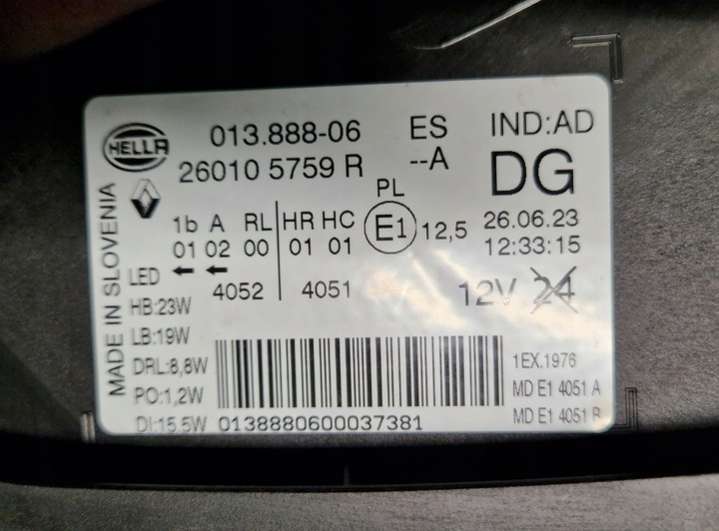 HELLA
013.888-06
ES
IND:AD
26010 5759 R
--A
DG
MADE IN SLOVENIA
PL
1b A RL HR HC
E1
12,5
26.06.23
01 02 00 01 01
12:33:15
LED
4052
4051
12V 24
HB:23W
LB:19W
DRL:8,8W
1EX.1976
PO:1,2W
MD E1 4051 A
DI:15.5W
0138880600037381
MD E1 4051 B